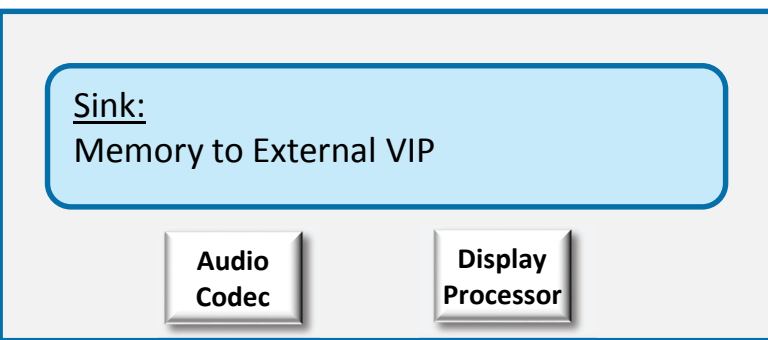 Sink:
Memory to External VIP
Audio
Codec
Display
Processor